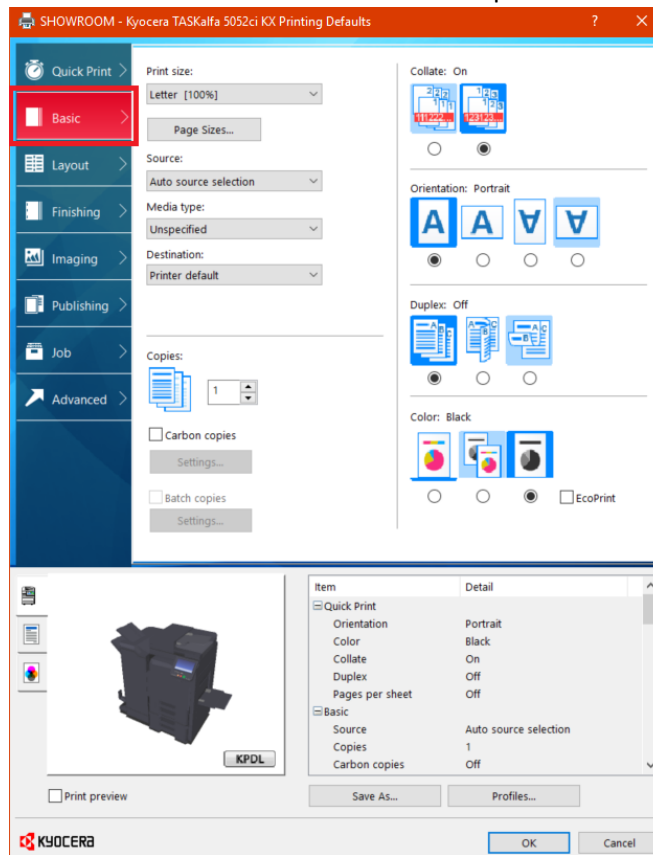 SHOWROOM - Kyocera TASKalfa 5052ci KX Printing Defaults
Quick Print
Basic
Layout
Finishing
Imaging
Publishing
Job
Advanced
Print size:
Letter [100%]
Page Sizes...
Source:
Auto source selection
Media type:
Unspecified
Destination:
Printer default
Copies:
1
Carbon copies
Settings...
Batch copies
Settings...
Collate: On
111222...
123123...
Orientation: Portrait
A A A A
Duplex: Off
Color: Black
EcoPrint
KPDL
Print preview
Item Detail
Quick Print
Orientation Portrait
Color Black
Collate On
Duplex Off
Pages per sheet Off
Basic
Source Auto source selection
Copies 1
Carbon copies Off
Save As... Profiles...
KYOCERA
OK Cancel